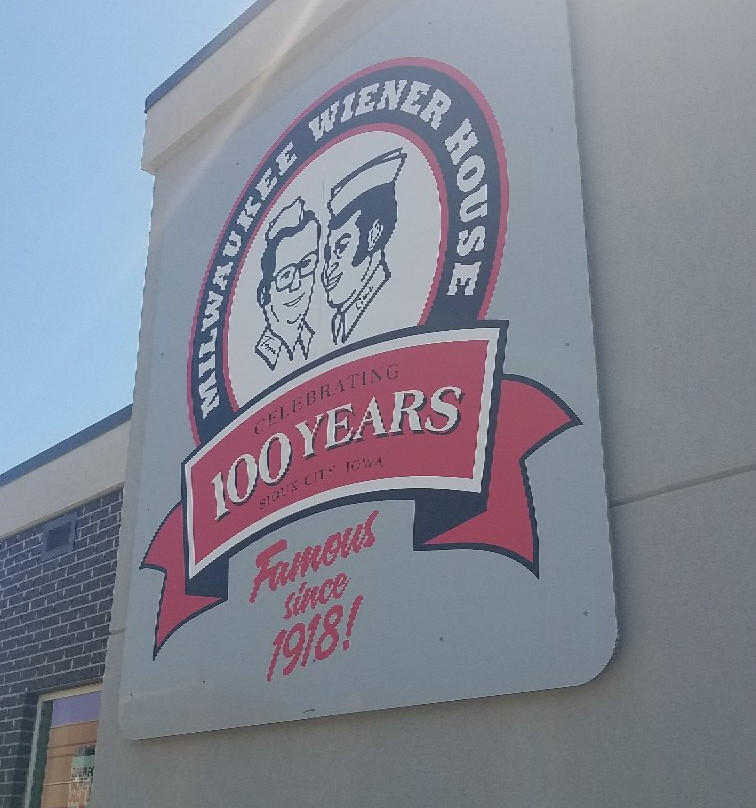 MILWAUKEE WIENER HOUSE
CELEBRATING
100 YEARS
SIOUX CITY, IOWA
Famous
since
1918!